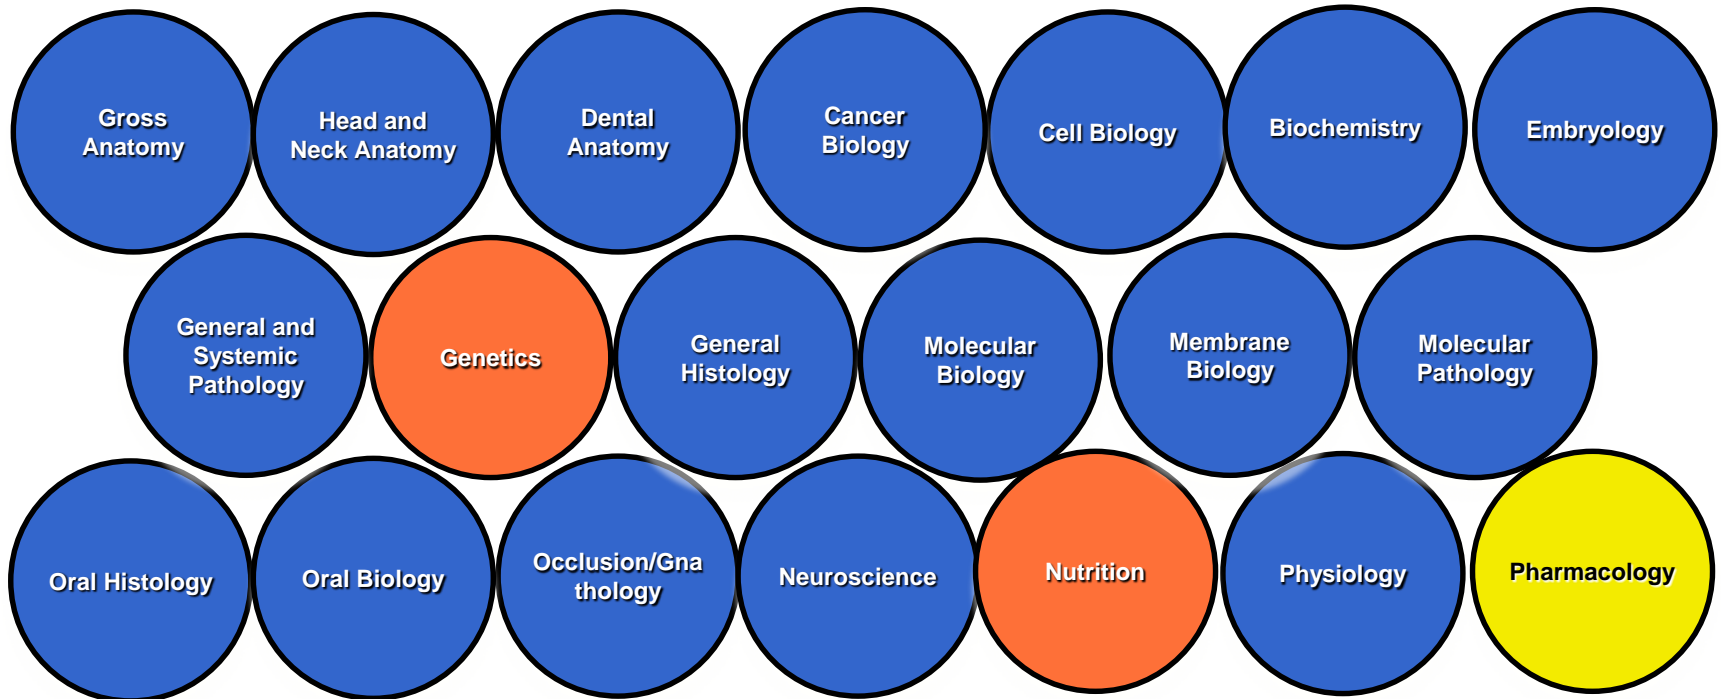 Gross
Anatomy
Head and
Neck Anatomy
Dental
Anatomy
Cancer
Biology
Cell Biology
Biochemistry
Embryology
General and
Systemic
Pathology
Genetics
General
Histology
Molecular
Biology
Membrane
Biology
Molecular
Pathology
Oral Histology
Oral Biology
Occlusion/Gna
thology
Neuroscience
Nutrition
Physiology
Pharmacology